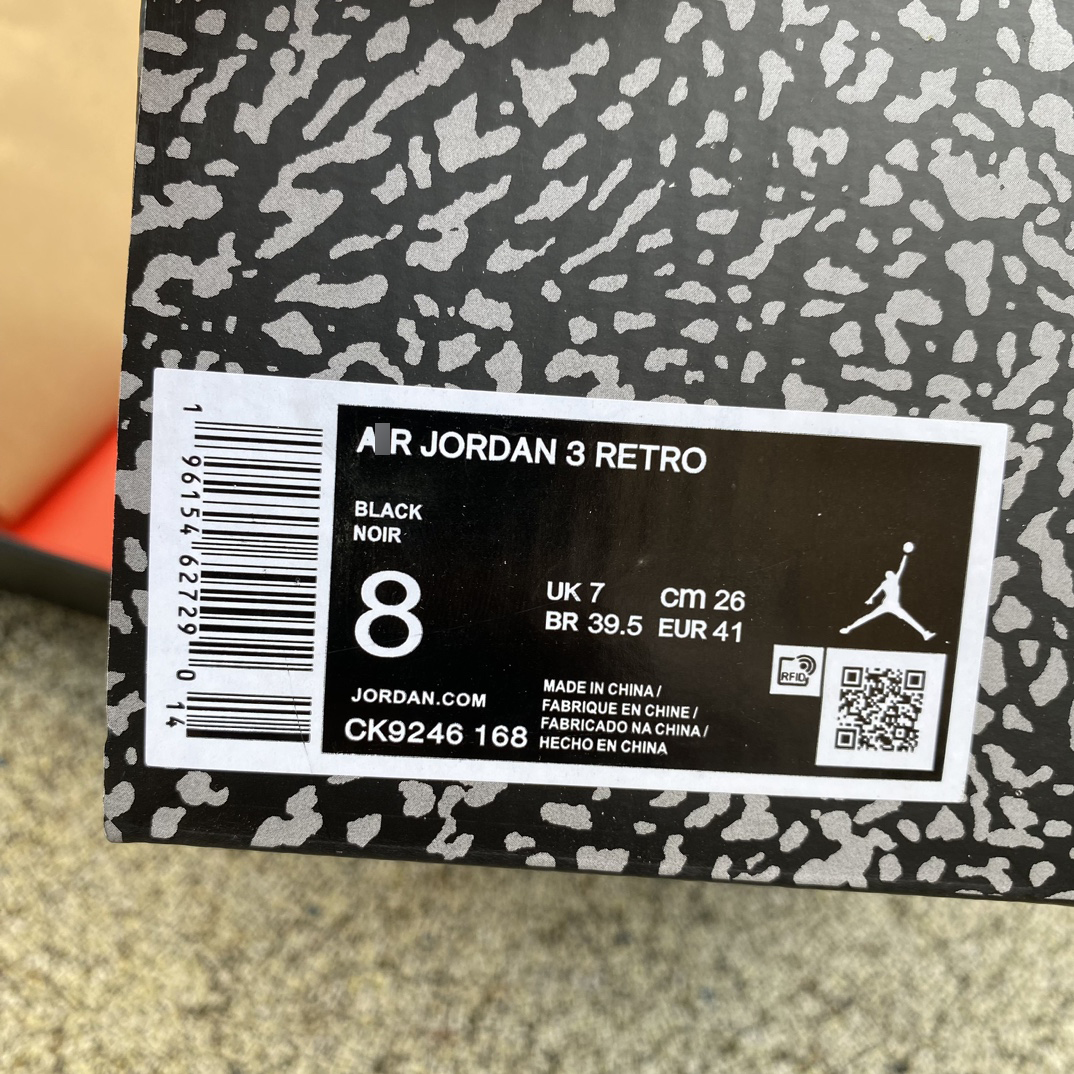 1 96154 62729 0 14
A R JORDAN 3 RETRO
BLACK
NOIR
8
UK 7 cm 26
BR 39.5 EUR 41
RFID
JORDAN.COM
CK9246 168
MADE IN CHINA /
FABRIQUE EN CHINE /
FABRICADO NA CHINA /
HECHO EN CHINA